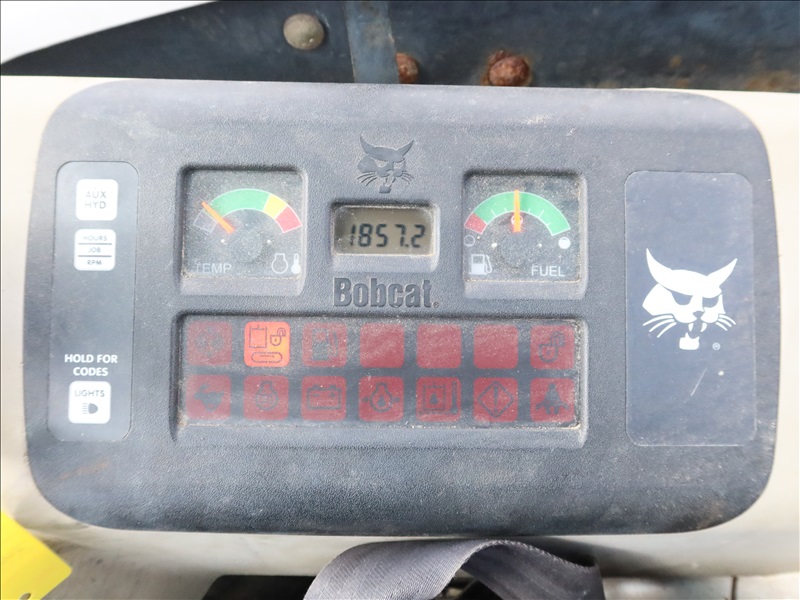 AUX
HYD
HOURS
JOB
RPM
HOLD FOR
CODES
LIGHTS
TEMP
1857.2
Bobcat®
FUEL
®